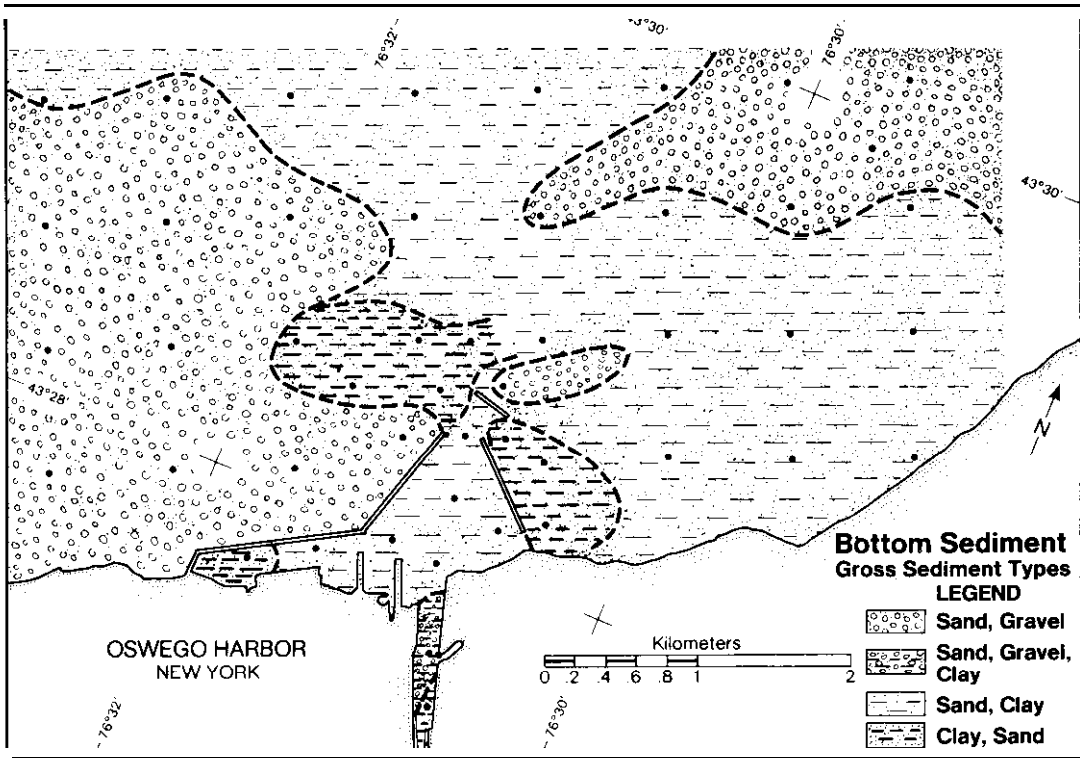 76°32'
43°30'
76°30'
43°30'
43°28'
N
Bottom Sediment
Gross Sediment Types
LEGEND
Sand, Gravel
Sand, Gravel,
Clay
Sand, Clay
Clay, Sand
OSWEGO HARBOR
NEW YORK
Kilometers
0 .2 .4 .6 .8 1 2
76°32'
76°30'